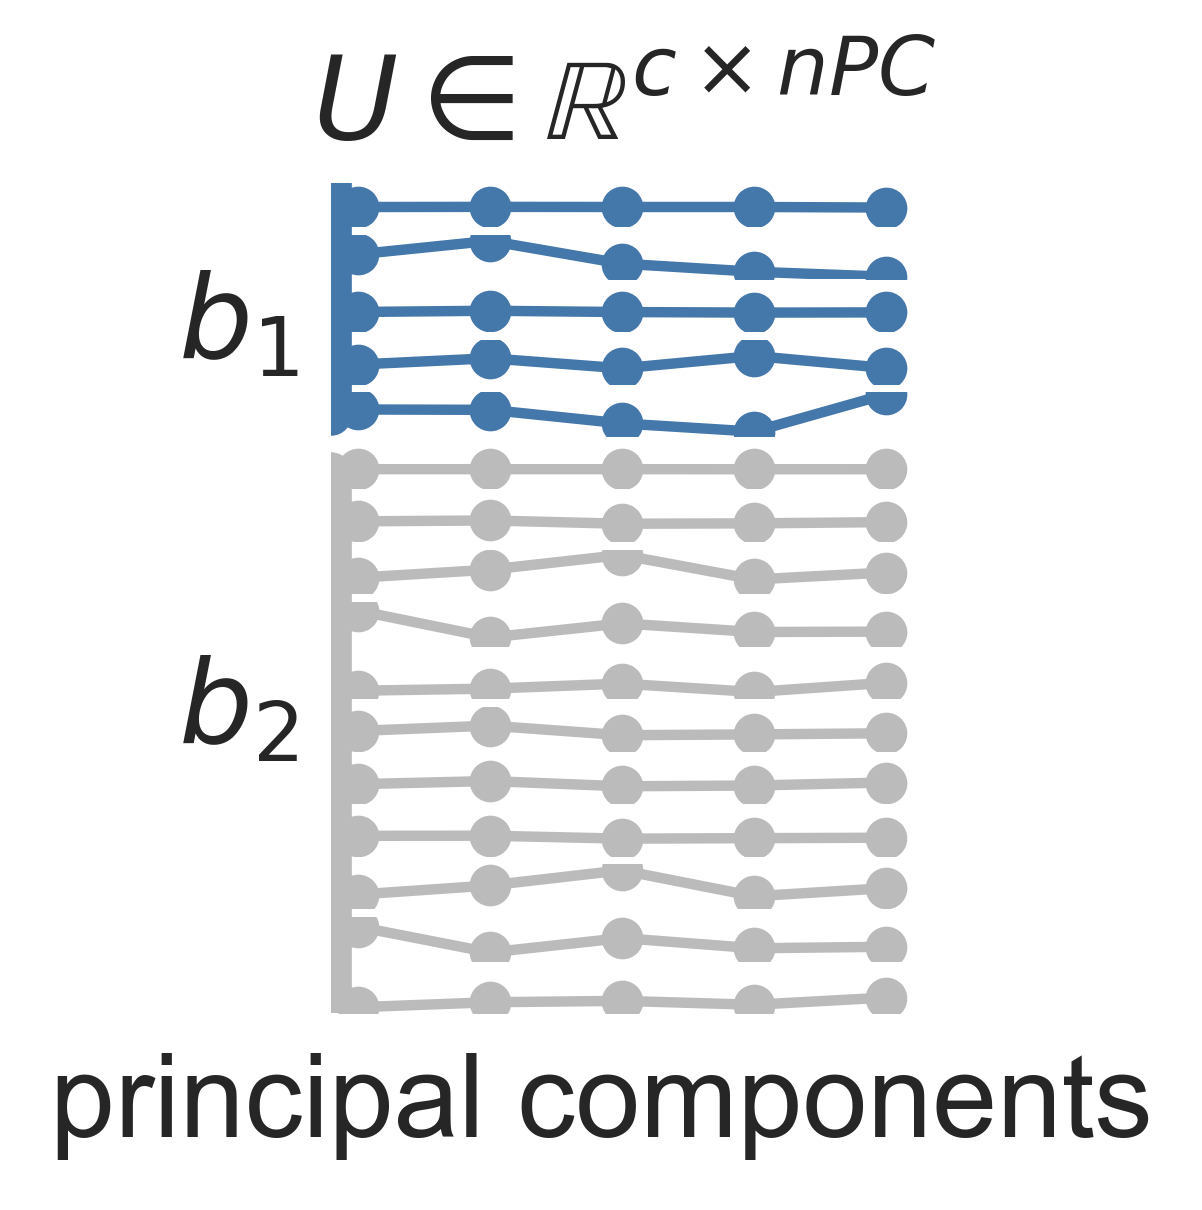 U ∈ ℝ^{c × nPC}
b₁
b₂
principal components